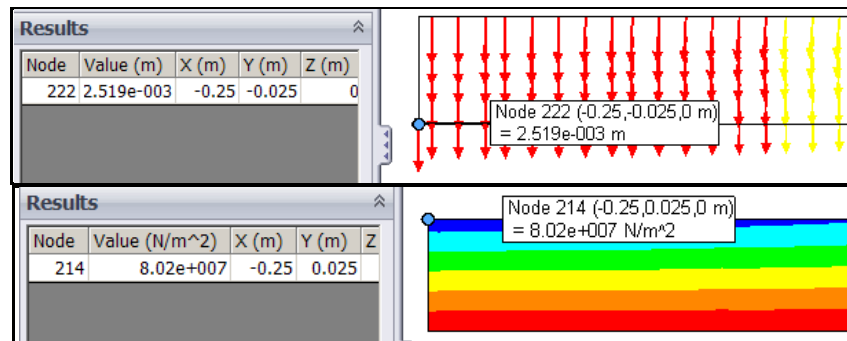 Results
Node Value (m) X (m) Y (m) Z (m)
222 2.519e-003 -0.25 -0.025 0
Node 222 (-0.25,-0.025,0 m)
= 2.519e-003 m
Results
Node Value (N/m^2) X (m) Y (m) Z
214 8.02e+007 -0.25 0.025
Node 214 (-0.25,0.025,0 m)
= 8.02e+007 N/m^2